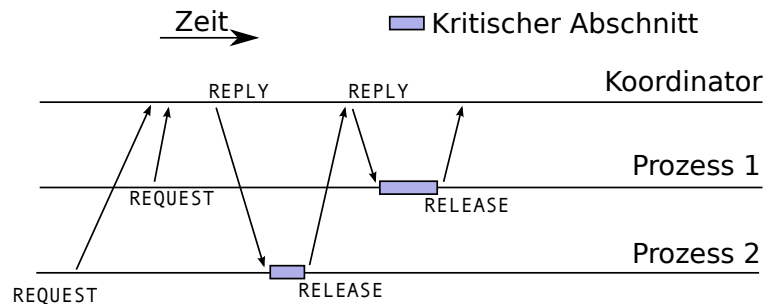 Zeit
Kritischer Abschnitt
Koordinator
REPLY
REPLY
Prozess 1
REQUEST
RELEASE
Prozess 2
REQUEST
RELEASE